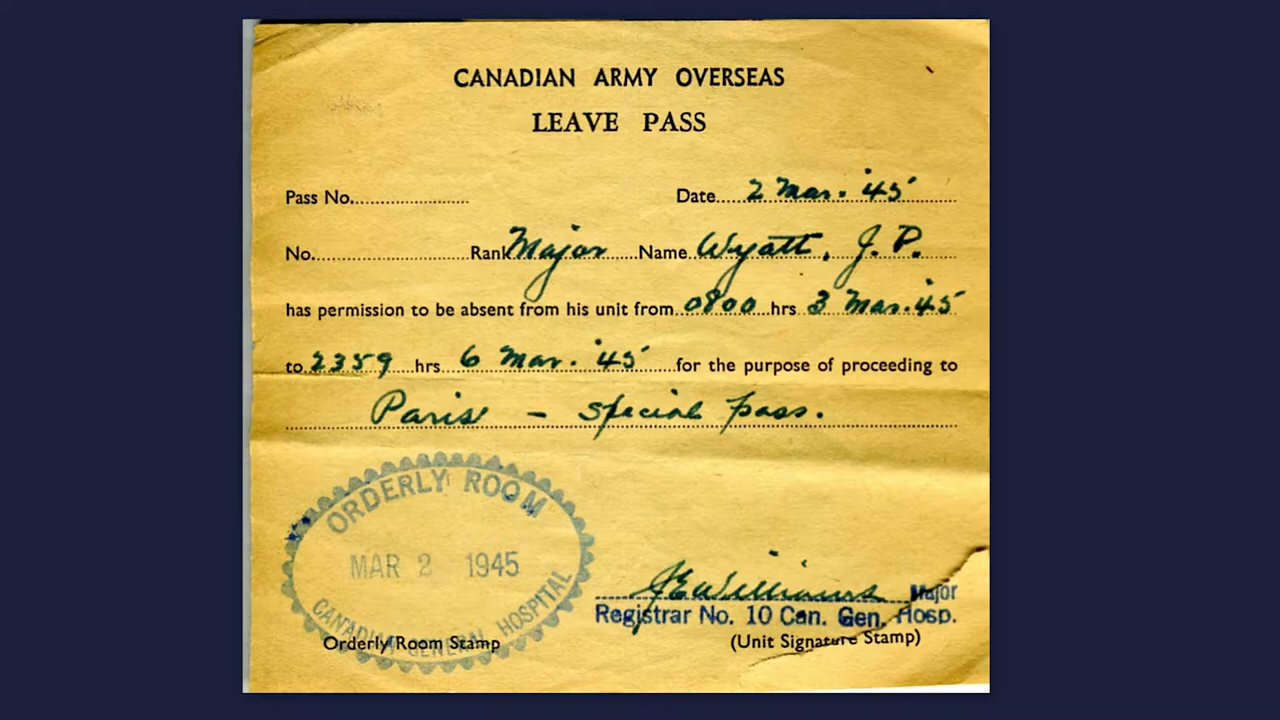 CANADIAN ARMY OVERSEAS
LEAVE PASS
Pass No. Date 2 Mar. '45
No. Rank Major Name Wyatt, J. P.
has permission to be absent from his unit from 0800 hrs 3 Mar. '45
to 2359 hrs 6 Mar. '45 for the purpose of proceeding to
Paris - special pass.
ORDERLY ROOM
MAR 2 1945
CANADIAN GENERAL HOSPITAL
Orderly Room Stamp
J E Williams Major
Registrar No. 10 Can. Gen. Hosp.
(Unit Signature Stamp)